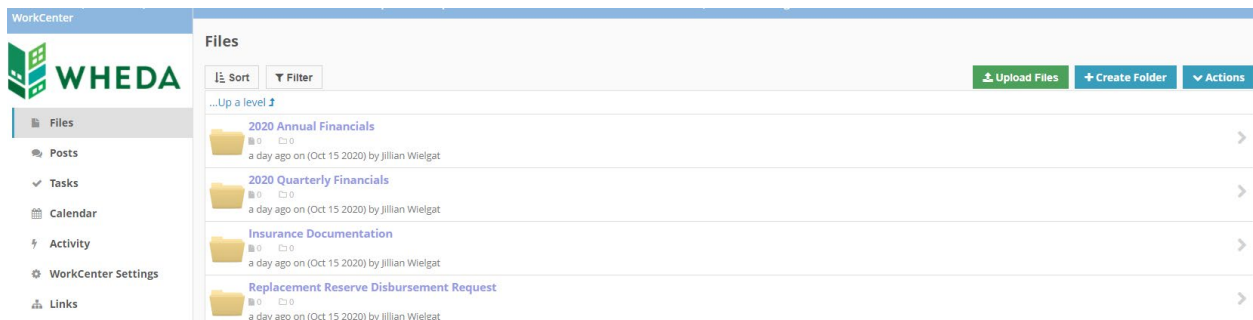 WorkCenter
WHEDA
Files
Posts
Tasks
Calendar
Activity
WorkCenter Settings
Links
Files
Sort
Filter
Upload Files
Create Folder
Actions
...Up a level
2020 Annual Financials
0 0
a day ago on (Oct 15 2020) by Jillian Wielgat
2020 Quarterly Financials
0 0
a day ago on (Oct 15 2020) by Jillian Wielgat
Insurance Documentation
0 0
a day ago on (Oct 15 2020) by Jillian Wielgat
Replacement Reserve Disbursement Request
0 0
a day ago on (Oct 15 2020) by Jillian Wielgat